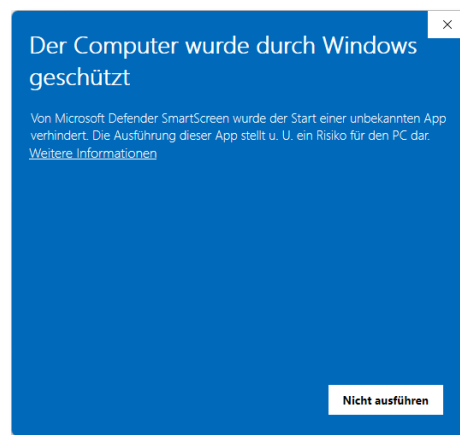 Der Computer wurde durch Windows
geschützt
Von Microsoft Defender SmartScreen wurde der Start einer unbekannten App
verhindert. Die Ausführung dieser App stellt u. U. ein Risiko für den PC dar.
Weitere Informationen
Nicht ausführen